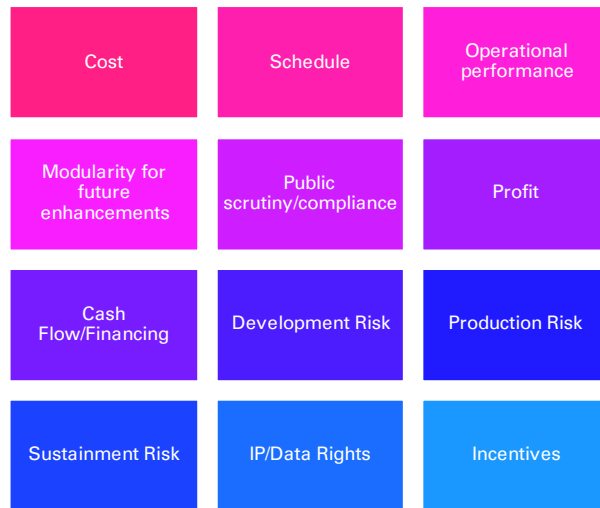 Cost
Schedule
Operational
performance
Modularity for
future
enhancements
Public
scrutiny/compliance
Profit
Cash
Flow/Financing
Development Risk
Production Risk
Sustainment Risk
IP/Data Rights
Incentives